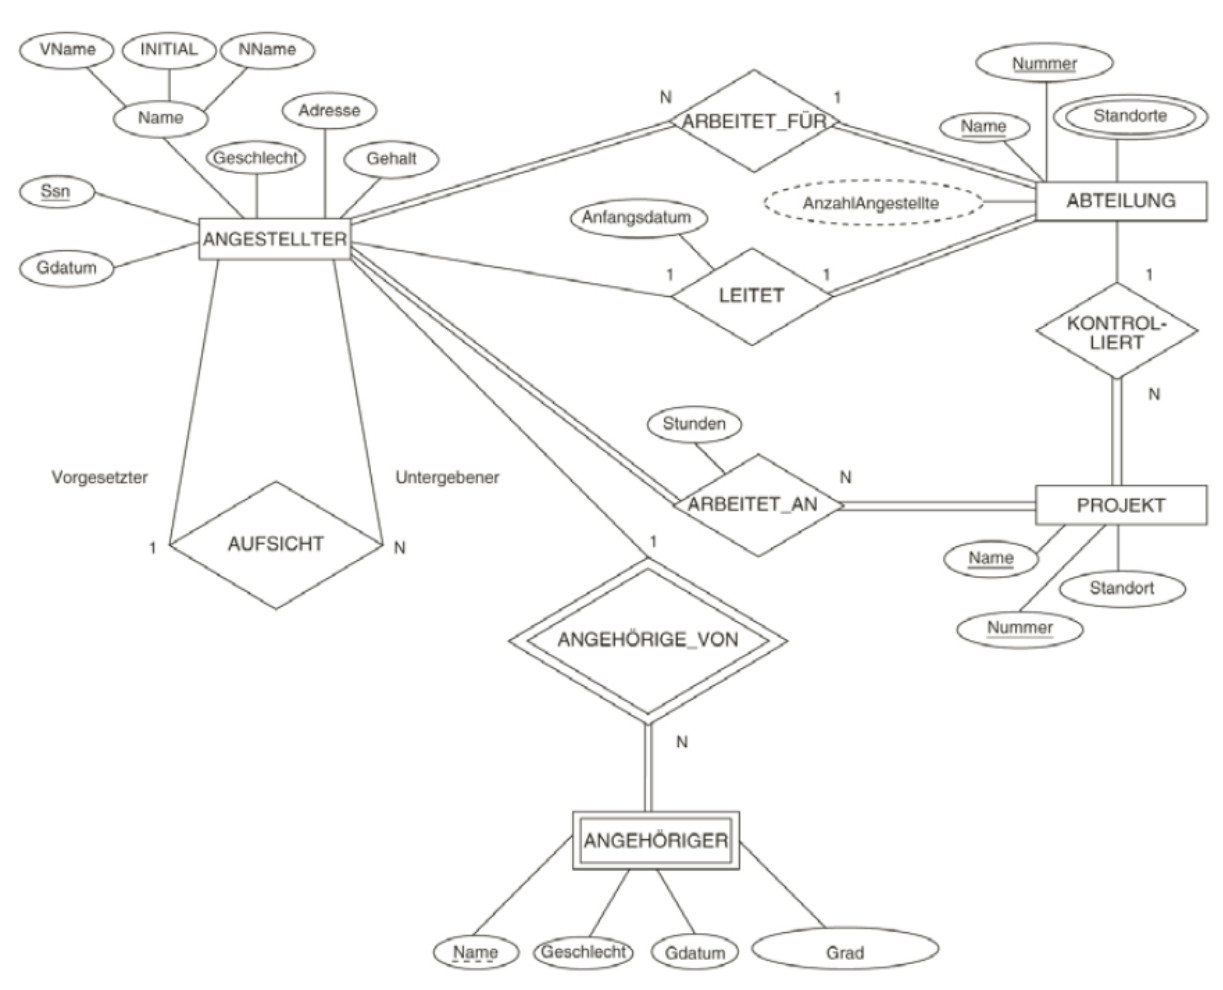 VName
INITIAL
NName
Name
Adresse
Geschlecht
Gehalt
Ssn
Gdatum
ANGESTELLTER
N
ARBEITET_FÜR
1
Nummer
Name
Standorte
AnzahlAngestellte
ABTEILUNG
Anfangsdatum
1
LEITET
1
1
KONTROL-
LIERT
N
Vorgesetzter
Untergebener
1
AUFSICHT
N
Stunden
ARBEITET_AN
N
PROJEKT
Name
Standort
Nummer
1
ANGEHÖRIGE_VON
N
ANGEHÖRIGER
Name
Geschlecht
Gdatum
Grad